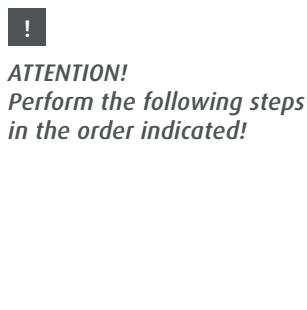 !
ATTENTION!
Perform the following steps
in the order indicated!